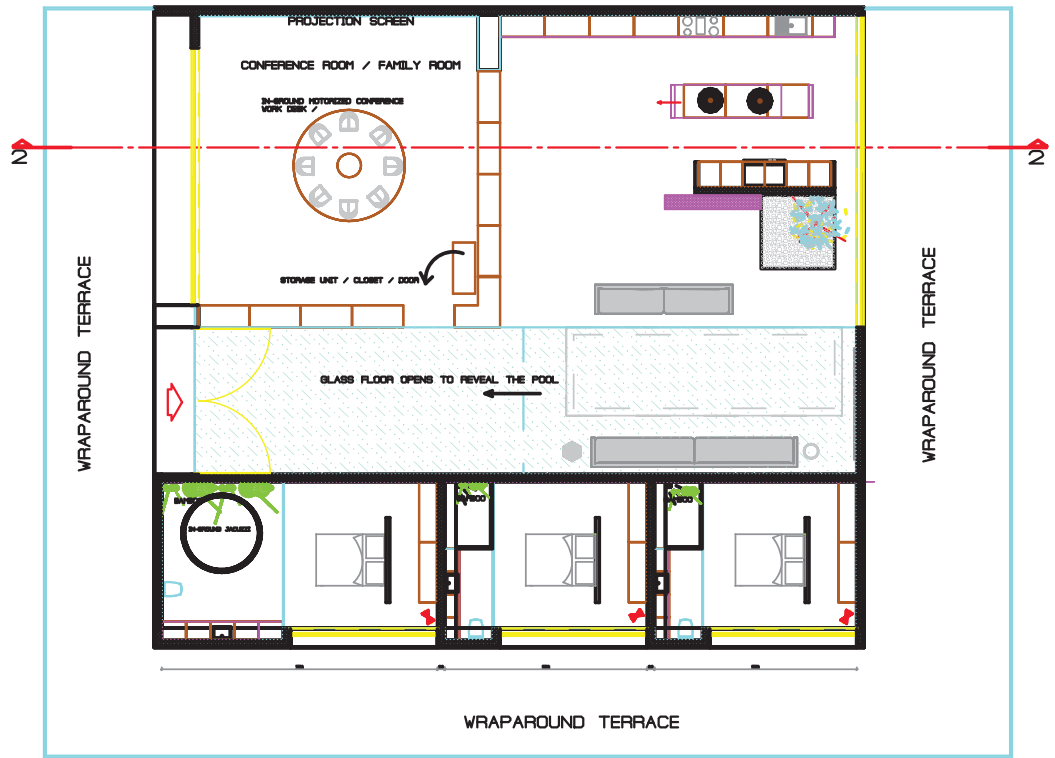 PROJECTION SCREEN
CONFERENCE ROOM / FAMILY ROOM
IN-GROUND MOTORIZED CONFERENCE
WORK DESK /
2
2
STORAGE UNIT / CLOSET / DOOR
WRAPAROUND TERRACE
WRAPAROUND TERRACE
GLASS FLOOR OPENS TO REVEAL THE POOL
IN-GROUND JACUZZI
WRAPAROUND TERRACE